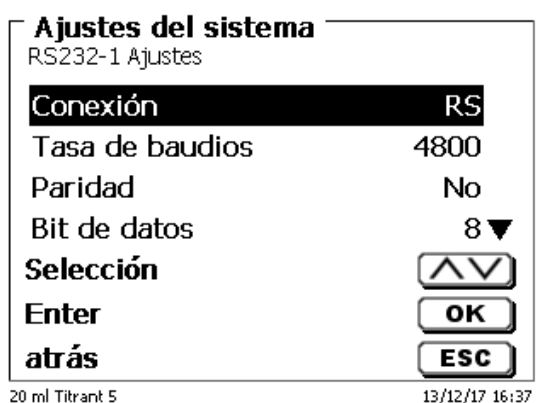 Ajustes del sistema
RS232-1 Ajustes
Conexión RS
Tasa de baudios 4800
Paridad No
Bit de datos 8
Selección
Enter OK
atrás ESC
20 ml Titrant 5 13/12/17 16:37